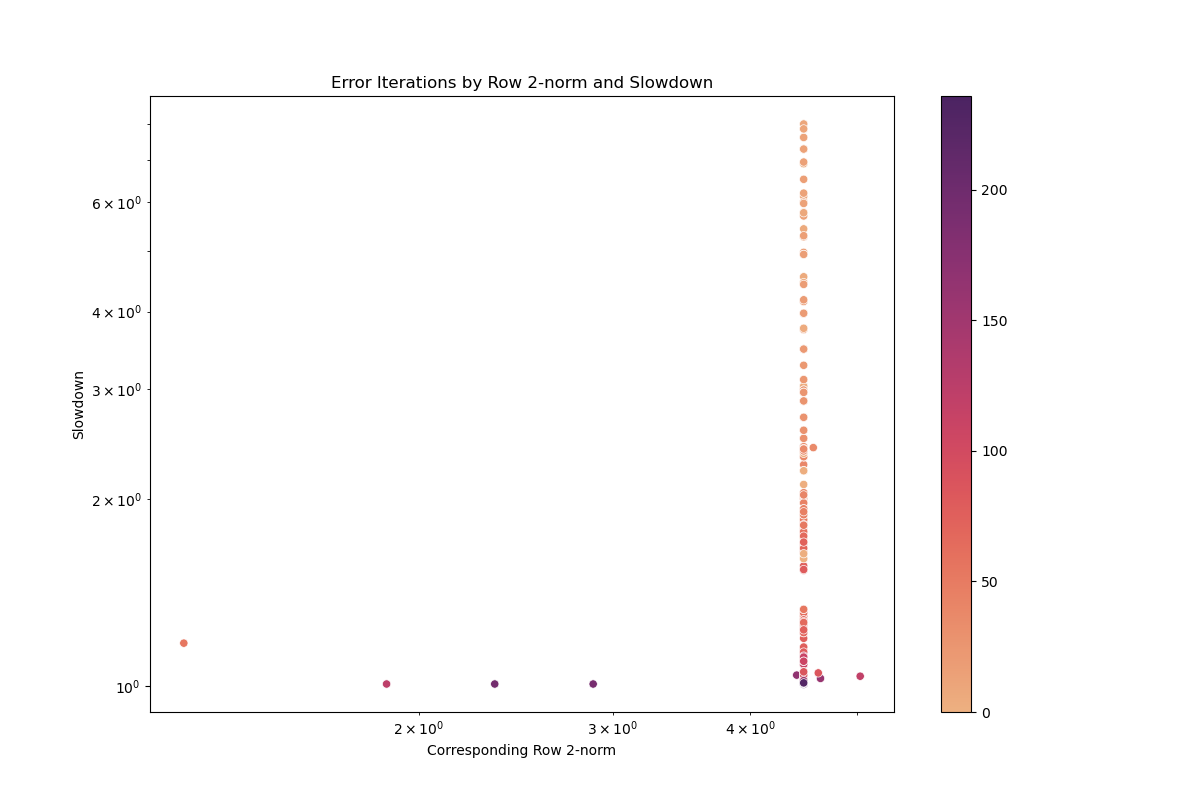 Error Iterations by Row 2-norm and Slowdown
6 × 10⁰
4 × 10⁰
3 × 10⁰
2 × 10⁰
10⁰
Slowdown
2 × 10⁰
3 × 10⁰
4 × 10⁰
Corresponding Row 2-norm
200
150
100
50
0